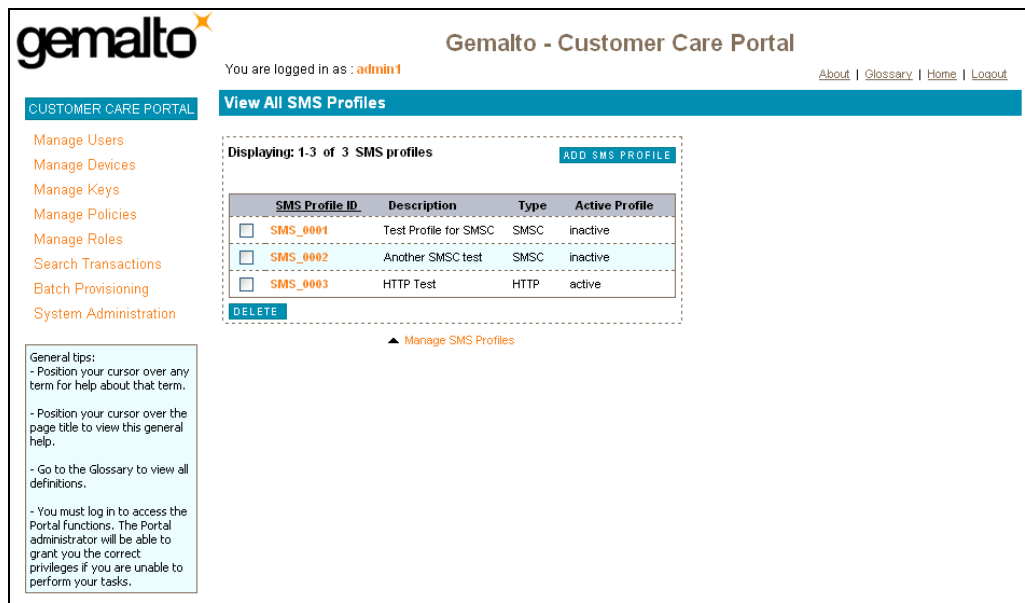 gemalto
Gemalto - Customer Care Portal
You are logged in as : admin1
About | Glossary | Home | Logout
CUSTOMER CARE PORTAL
Manage Users
Manage Devices
Manage Keys
Manage Policies
Manage Roles
Search Transactions
Batch Provisioning
System Administration
General tips:
- Position your cursor over any
term for help about that term.
- Position your cursor over the
page title to view this general
help.
- Go to the Glossary to view all
definitions.
- You must log in to access the
Portal functions. The Portal
administrator will be able to
grant you the correct
privileges if you are unable to
perform your tasks.
View All SMS Profiles
Displaying: 1-3 of 3 SMS profiles
ADD SMS PROFILE
SMS Profile ID Description Type Active Profile
SMS_0001 Test Profile for SMSC SMSC inactive
SMS_0002 Another SMSC test SMSC inactive
SMS_0003 HTTP Test HTTP active
DELETE
Manage SMS Profiles